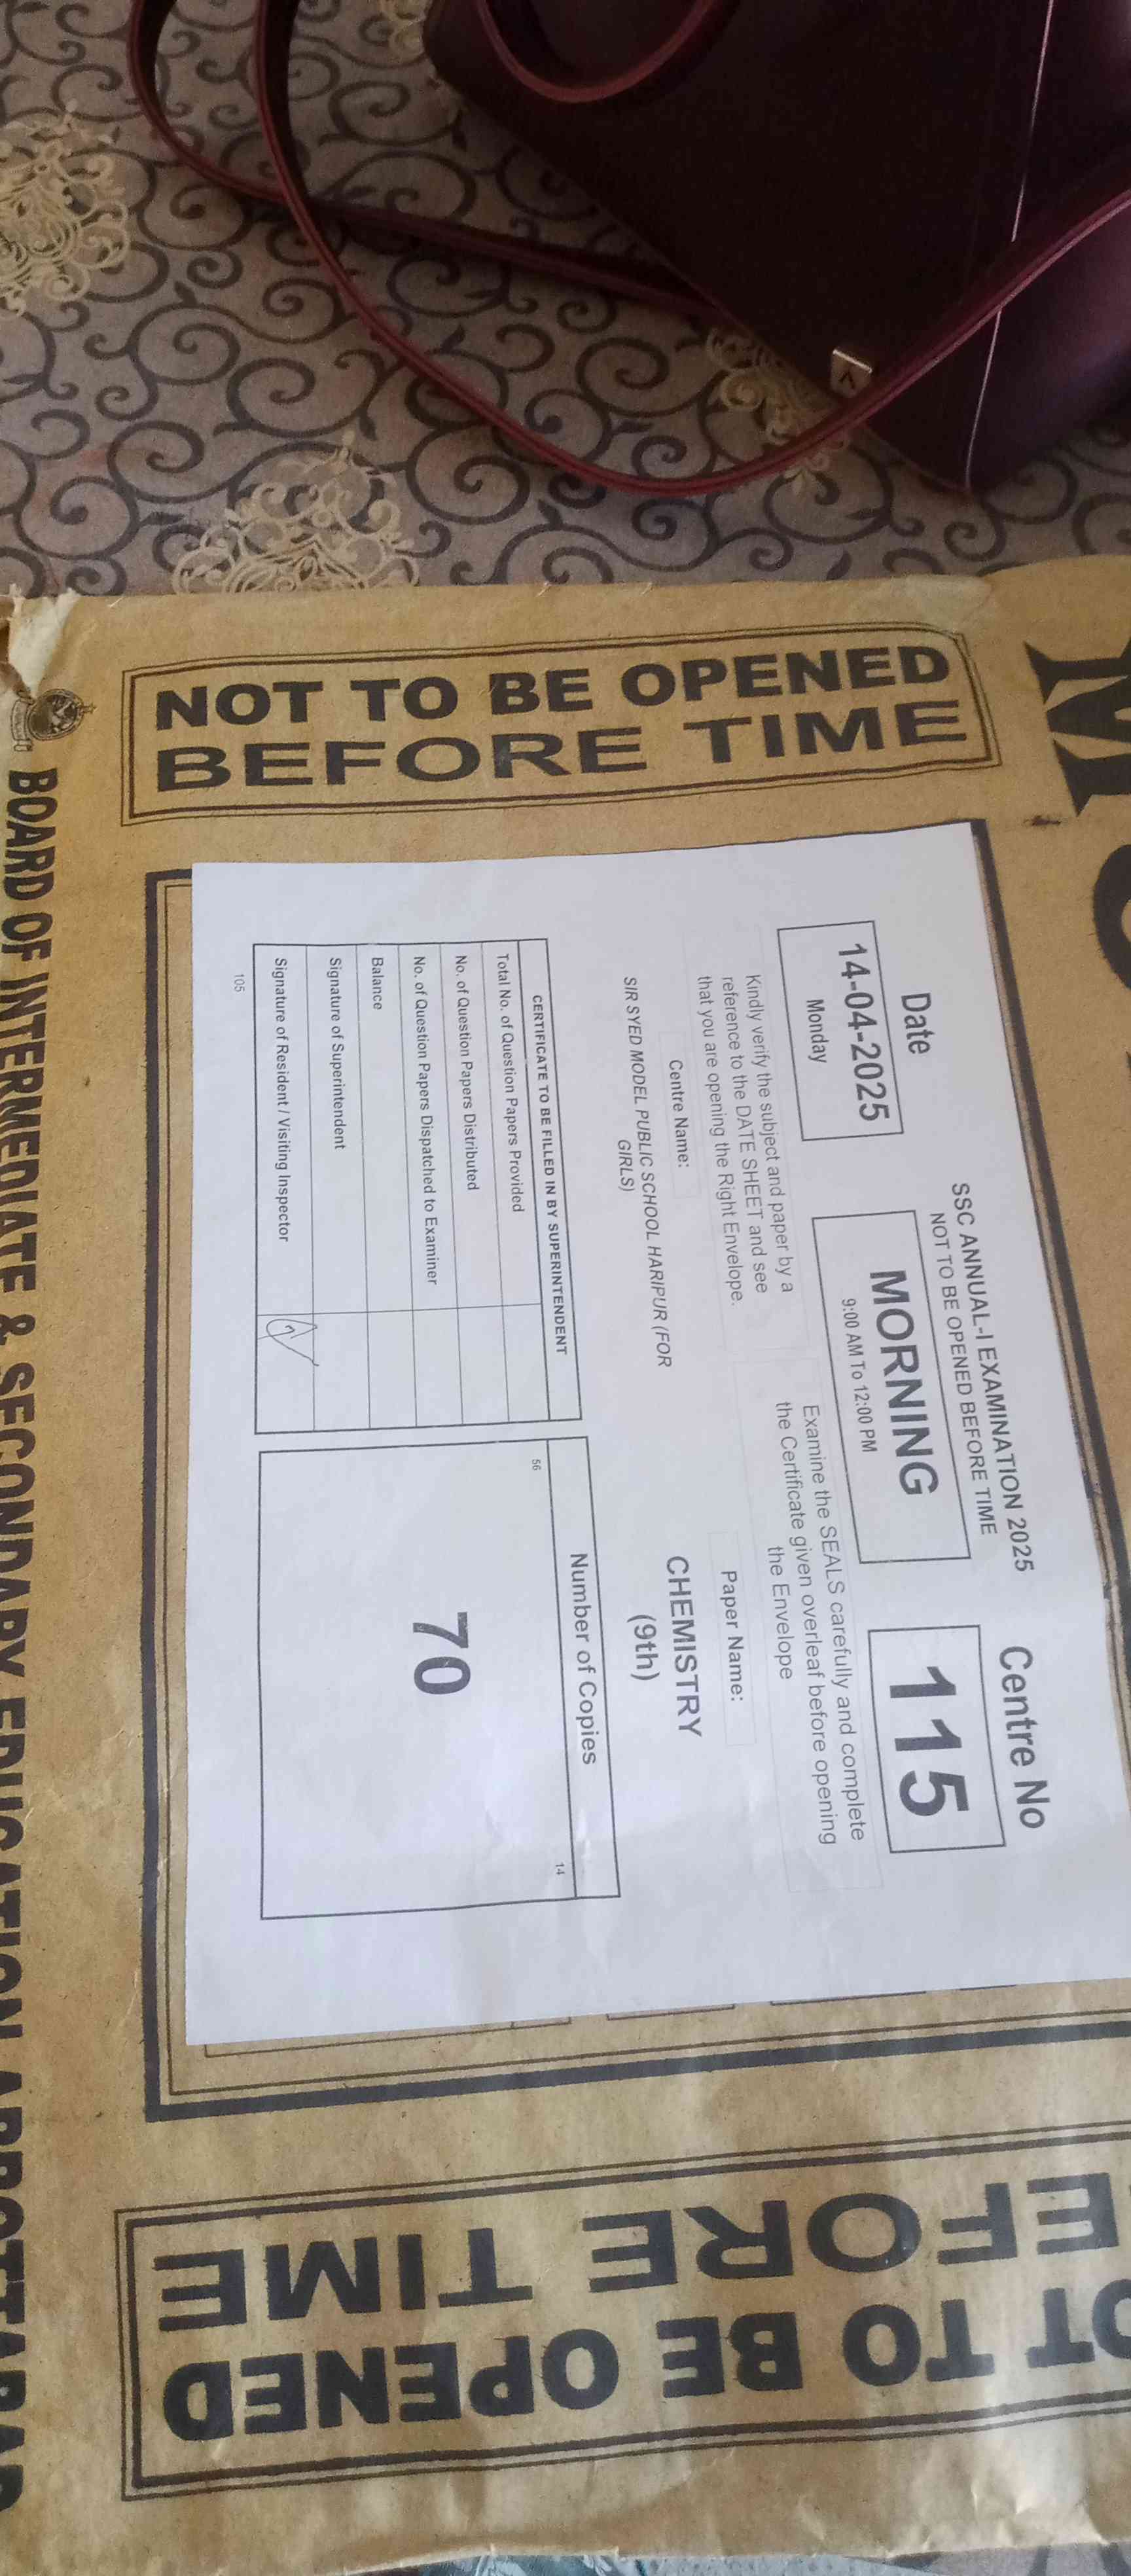 NOT TO BE OPENED
BEFORE TIME
SSC ANNUAL-I EXAMINATION 2025
NOT TO BE OPENED BEFORE TIME
Date
14-04-2025
Monday
MORNING
9:00 AM To 12:00 PM
Centre No
115
Kindly verify the subject and paper by a
reference to the DATE SHEET and see
that you are opening the Right Envelope.
Examine the SEALS carefully and complete
the Certificate given overleaf before opening
the Envelope
Centre Name:
SIR SYED MODEL PUBLIC SCHOOL HARIPUR (FOR
GIRLS)
Paper Name:
CHEMISTRY
(9th)
CERTIFICATE TO BE FILLED IN BY SUPERINTENDENT
Total No. of Question Papers Provided
No. of Question Papers Distributed
No. of Question Papers Dispatched to Examiner
Balance
Signature of Superintendent
Signature of Resident / Visiting Inspector
105
Number of Copies
56
14
70
BOARD OF INTERMEDIATE & SECONDARY EDUCATION
TO BE OPENED
TIME